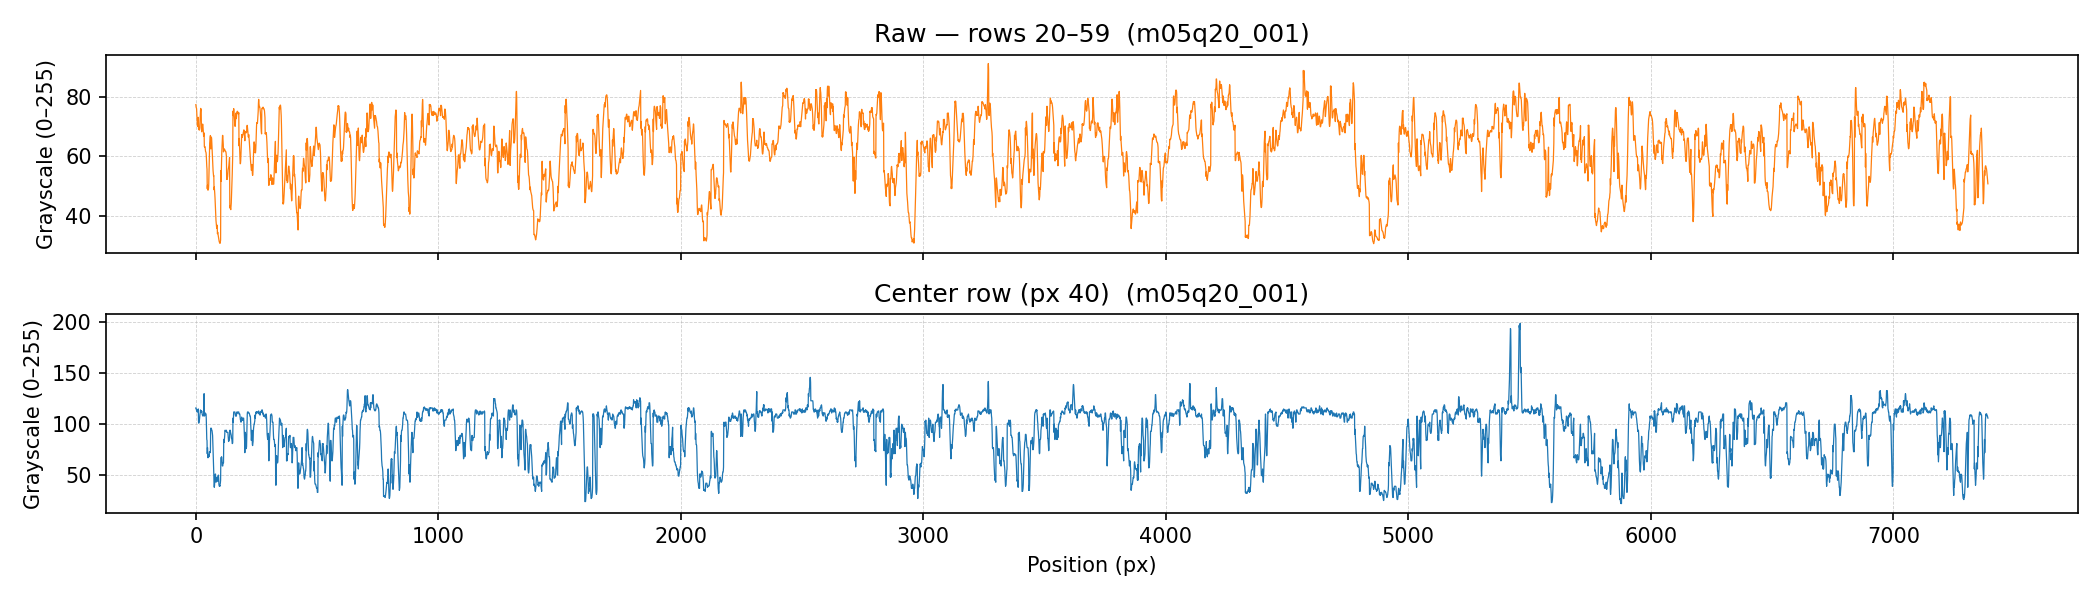 Raw — rows 20–59 (m05q20_001)
Grayscale (0–255)
80
60
40
Center row (px 40) (m05q20_001)
Grayscale (0–255)
200
150
100
50
0 1000 2000 3000 4000 5000 6000 7000
Position (px)